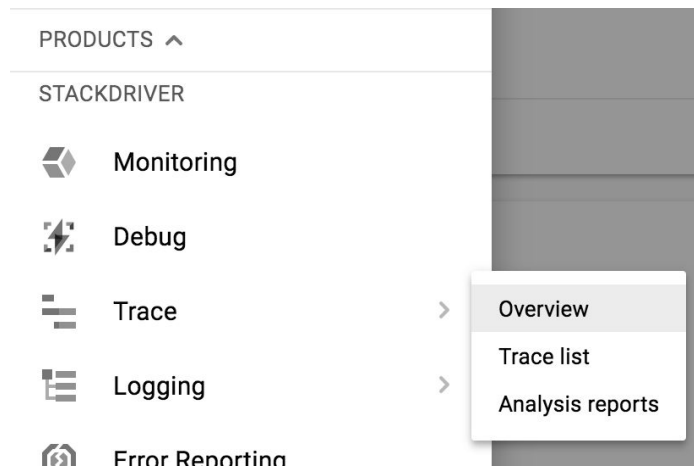 PRODUCTS
STACKDRIVER
Monitoring
Debug
Trace
Logging
Error Reporting
Overview
Trace list
Analysis reports